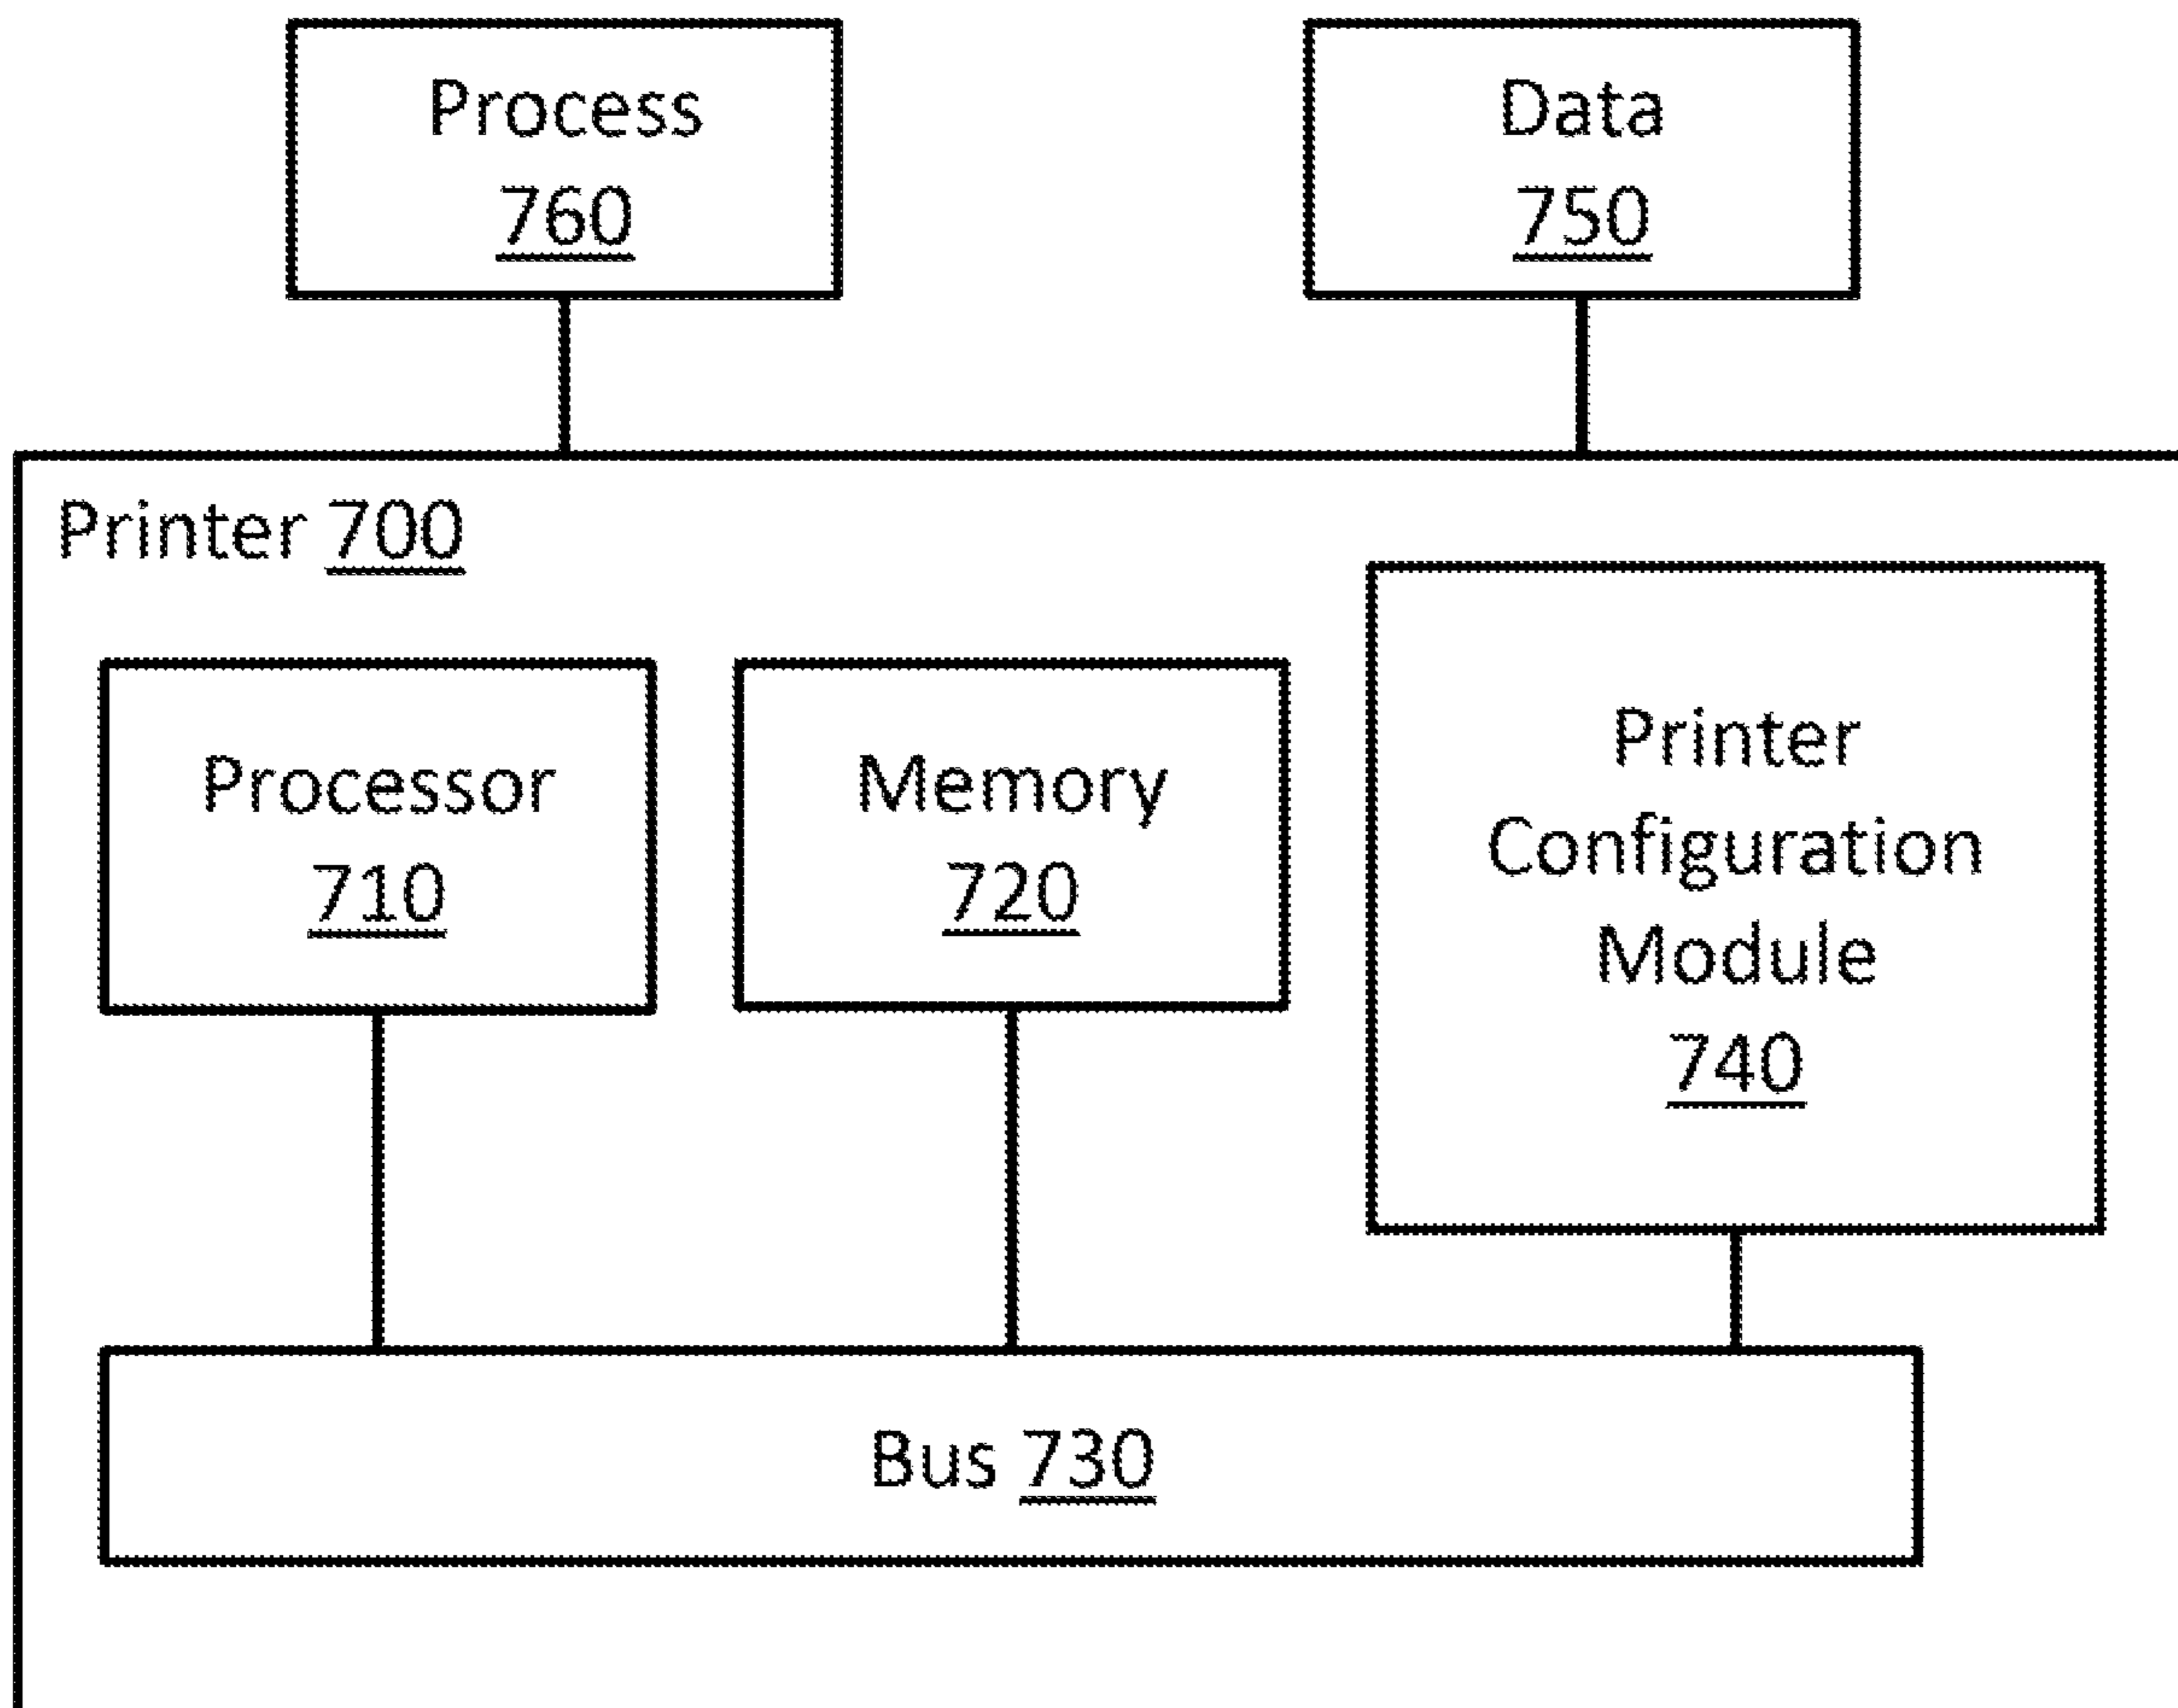 Process
760
Data
750
Printer 700
Processor
710
Memory
720
Printer
Configuration
Module
740
Bus 730